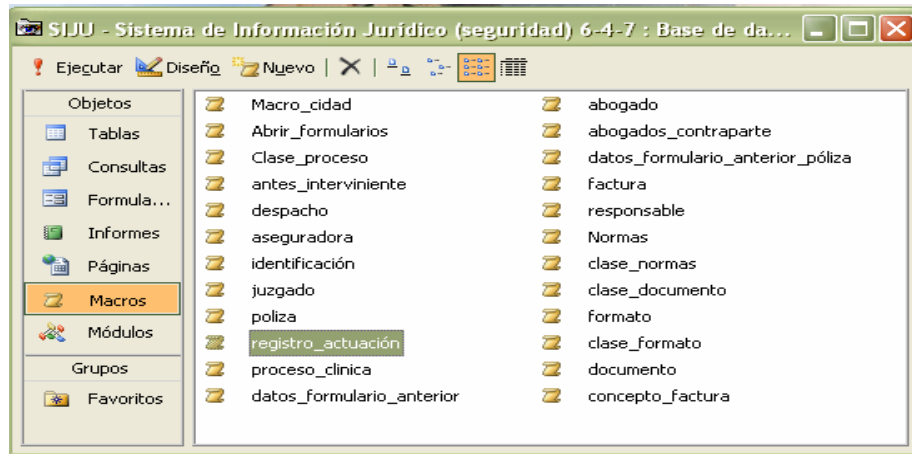 SIJU - Sistema de Información Jurídico (seguridad) 6-4-7 : Base de da...
Ejecutar Diseño Nuevo
Objetos
Tablas
Consultas
Formula...
Informes
Páginas
Macros
Módulos
Grupos
Favoritos
Macro_cidad
Abrir_formularios
Clase_proceso
antes_interviniente
despacho
aseguradora
identificación
juzgado
poliza
registro_actuación
proceso_clinica
datos_formulario_anterior
abogado
abogados_contraparte
datos_formulario_anterior_póliza
factura
responsable
Normas
clase_normas
clase_documento
formato
clase_formato
documento
concepto_factura